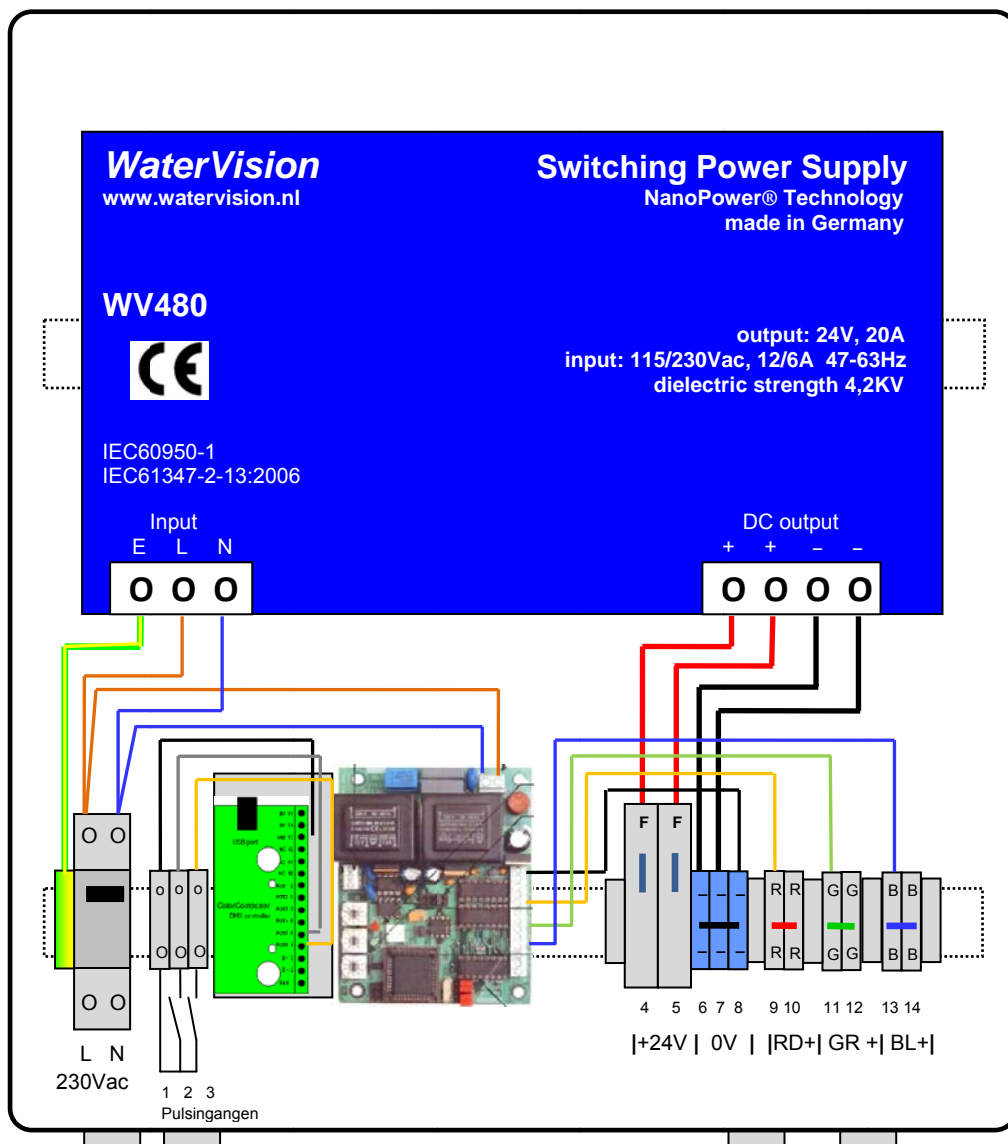 WaterVision
www.watervision.nl
Switching Power Supply
NanoPower® Technology
made in Germany
WV480
CE
output: 24V, 20A
input: 115/230Vac, 12/6A 47-63Hz
dielectric strength 4,2KV
IEC60950-1
IEC61347-2-13:2006
Input
E L N
DC output
+ + – –
USB port
ColorComposer
DMX controller
F F
– – –
R R
G G
B B
– – –
R R
G G
B B
4 5 6 7 8 9 10 11 12 13 14
|+24V | 0V | |RD+| GR +| BL+|
L N
230Vac
1 2 3
Pulsingangen